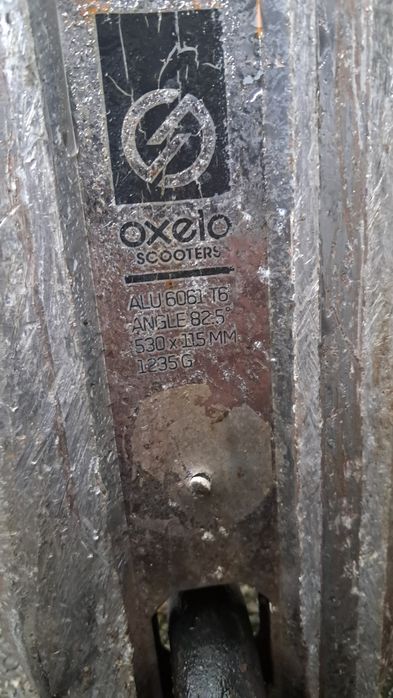 oxelo
SCOOTERS
ALU 6061 T6
ANGLE 82.5°
530 x 115 MM
1235 G